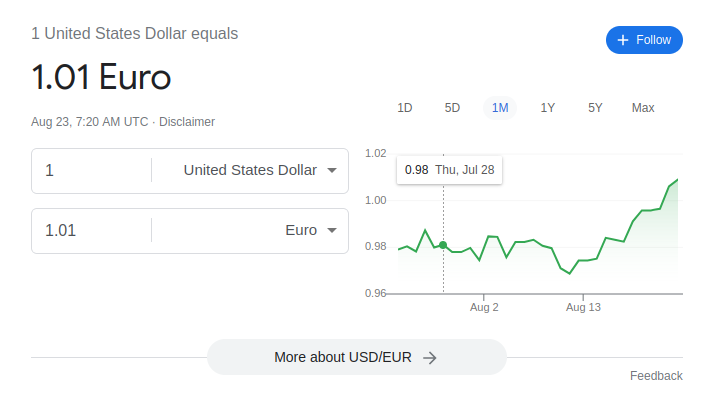 1 United States Dollar equals
+ Follow
1.01 Euro
Aug 23, 7:20 AM UTC · Disclaimer
1D 5D 1M 1Y 5Y Max
1 United States Dollar
1.01 Euro
1.02
0.98 Thu, Jul 28
1.00
0.98
0.96
Aug 2 Aug 13
More about USD/EUR →
Feedback